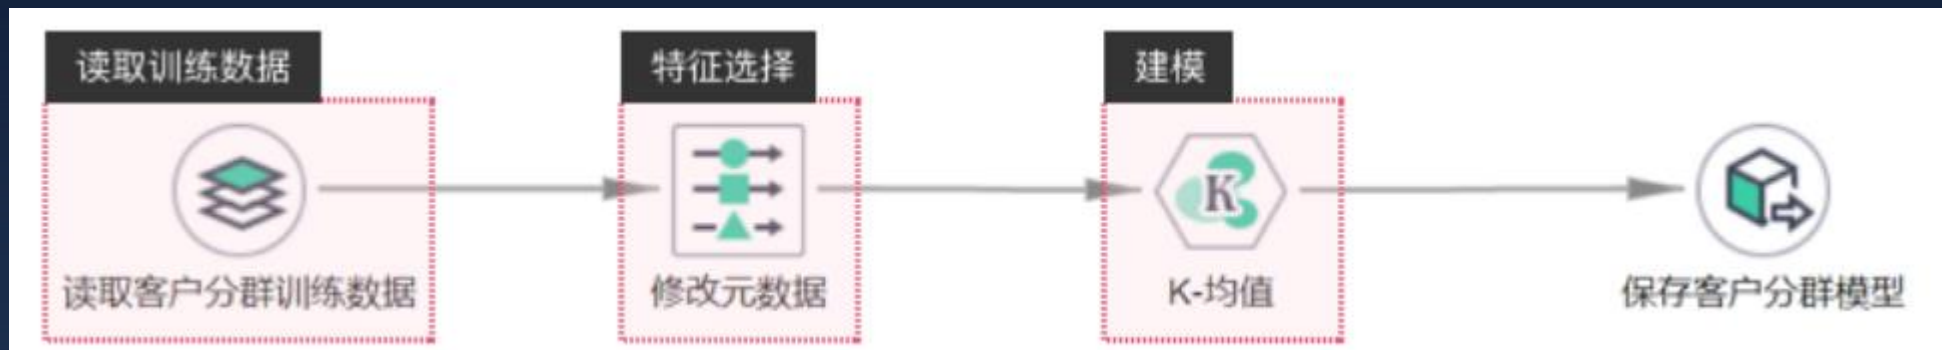 读取训练数据
特征选择
建模
K
读取客户分群训练数据
修改元数据
K-均值
保存客户分群模型